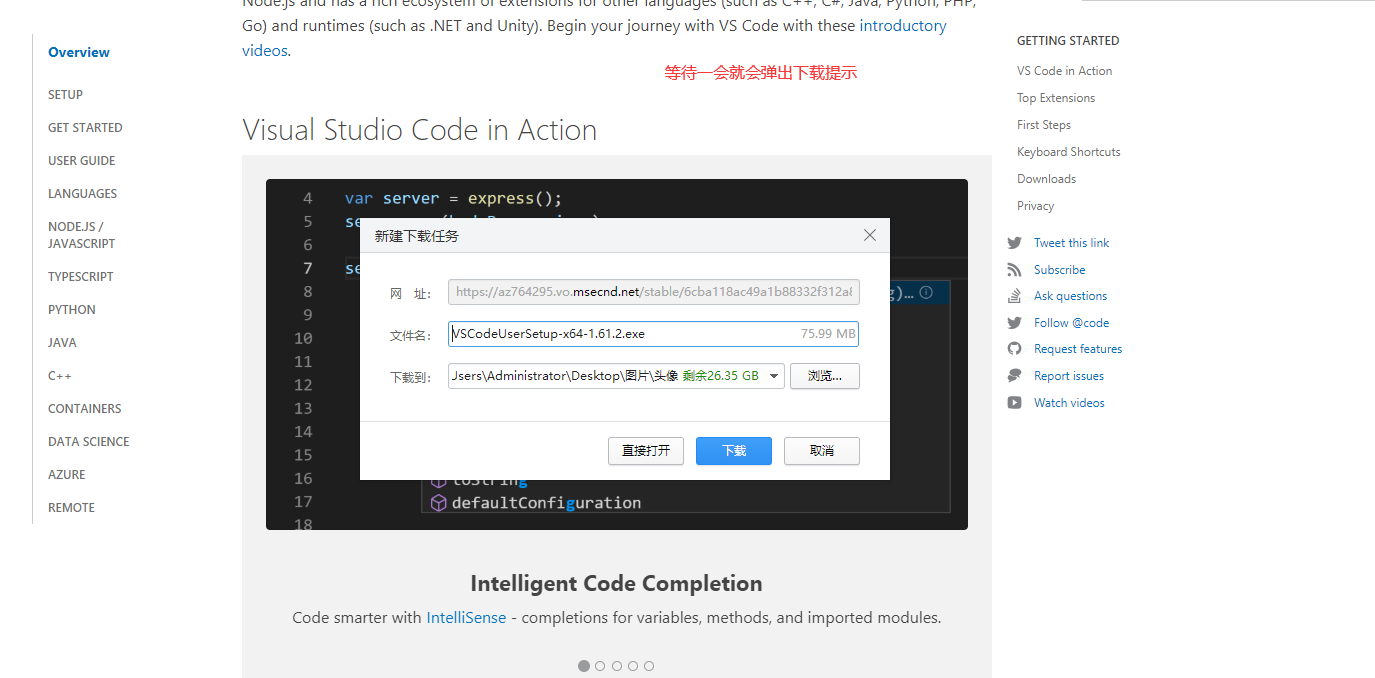 Node.js and has a rich ecosystem of extensions for other languages (such as C++, C#, Java, Python, PHP,
Go) and runtimes (such as .NET and Unity). Begin your journey with VS Code with these introductory
videos.
等待一会就会弹出下载提示
Overview
SETUP
GET STARTED
USER GUIDE
LANGUAGES
NODE.JS /
JAVASCRIPT
TYPESCRIPT
PYTHON
JAVA
C++
CONTAINERS
DATA SCIENCE
AZURE
REMOTE
Visual Studio Code in Action
4 var server = express();
5 se
6
7 se
8 g)...
9
10
11
12
13
14
15
16 toString
17 defaultConfiguration
18
新建下载任务
网 址: https://az764295.vo.msecnd.net/stable/6cba118ac49a1b88332f312a8
文件名: VSCodeUserSetup-x64-1.61.2.exe 75.99 MB
下载到: Jsers\Administrator\Desktop\图片\头像 剩余26.35 GB 浏览...
直接打开 下载 取消
Intelligent Code Completion
Code smarter with IntelliSense - completions for variables, methods, and imported modules.
GETTING STARTED
VS Code in Action
Top Extensions
First Steps
Keyboard Shortcuts
Downloads
Privacy
Tweet this link
Subscribe
Ask questions
Follow @code
Request features
Report issues
Watch videos